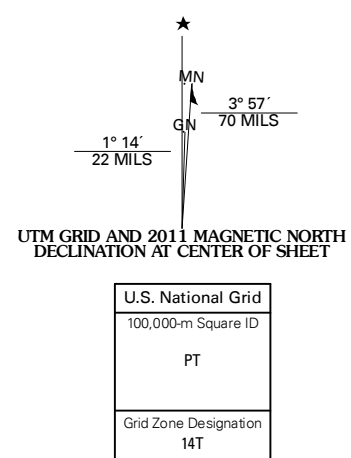 MN
3° 57´
70 MILS
GN
1° 14´
22 MILS
UTM GRID AND 2011 MAGNETIC NORTH
DECLINATION AT CENTER OF SHEET
U.S. National Grid
100,000-m Square ID
PT
Grid Zone Designation
14T